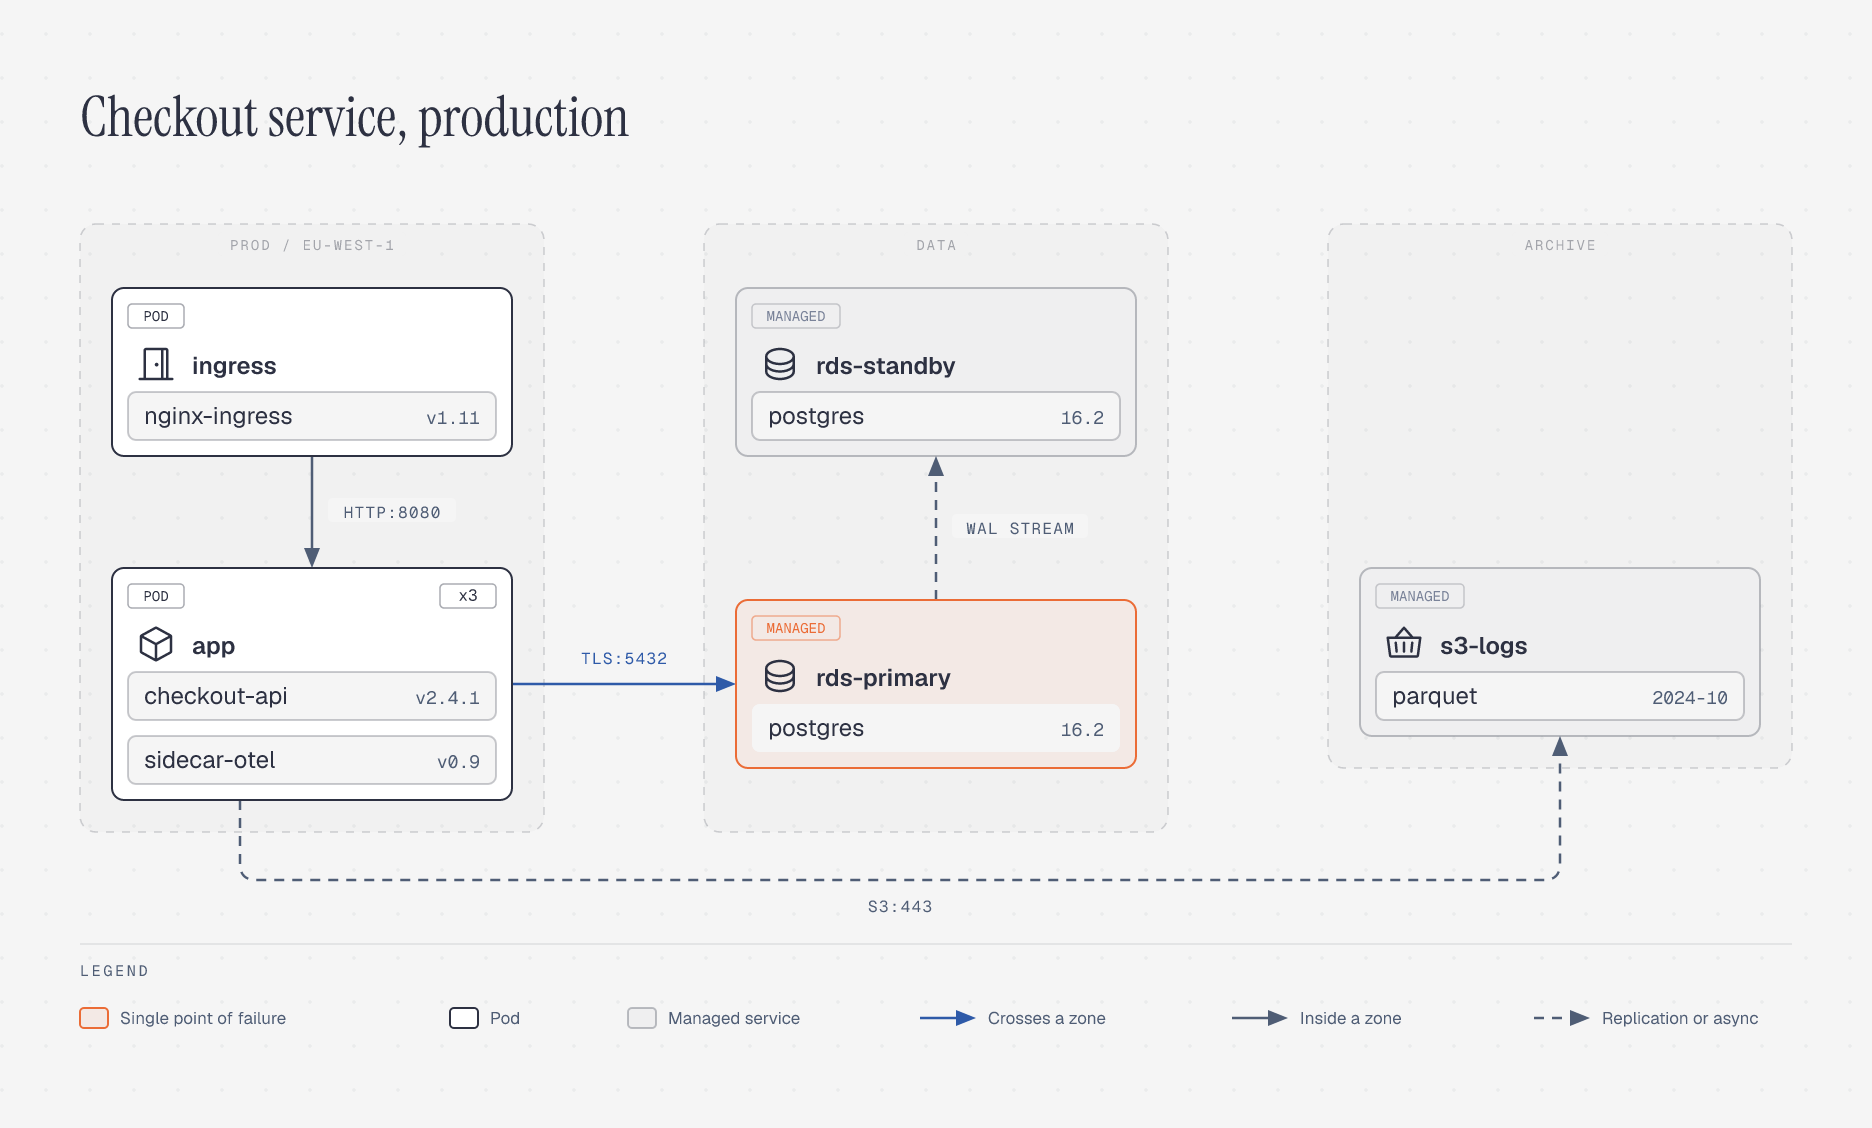 Checkout service, production
PROD / EU-WEST-1
POD
ingress
nginx-ingress v1.11
HTTP:8080
POD x3
app
checkout-api v2.4.1
sidecar-otel v0.9
TLS:5432
DATA
MANAGED
rds-standby
postgres 16.2
WAL STREAM
MANAGED
rds-primary
postgres 16.2
ARCHIVE
MANAGED
s3-logs
parquet 2024-10
S3:443
LEGEND
Single point of failure
Pod
Managed service
Crosses a zone
Inside a zone
Replication or async